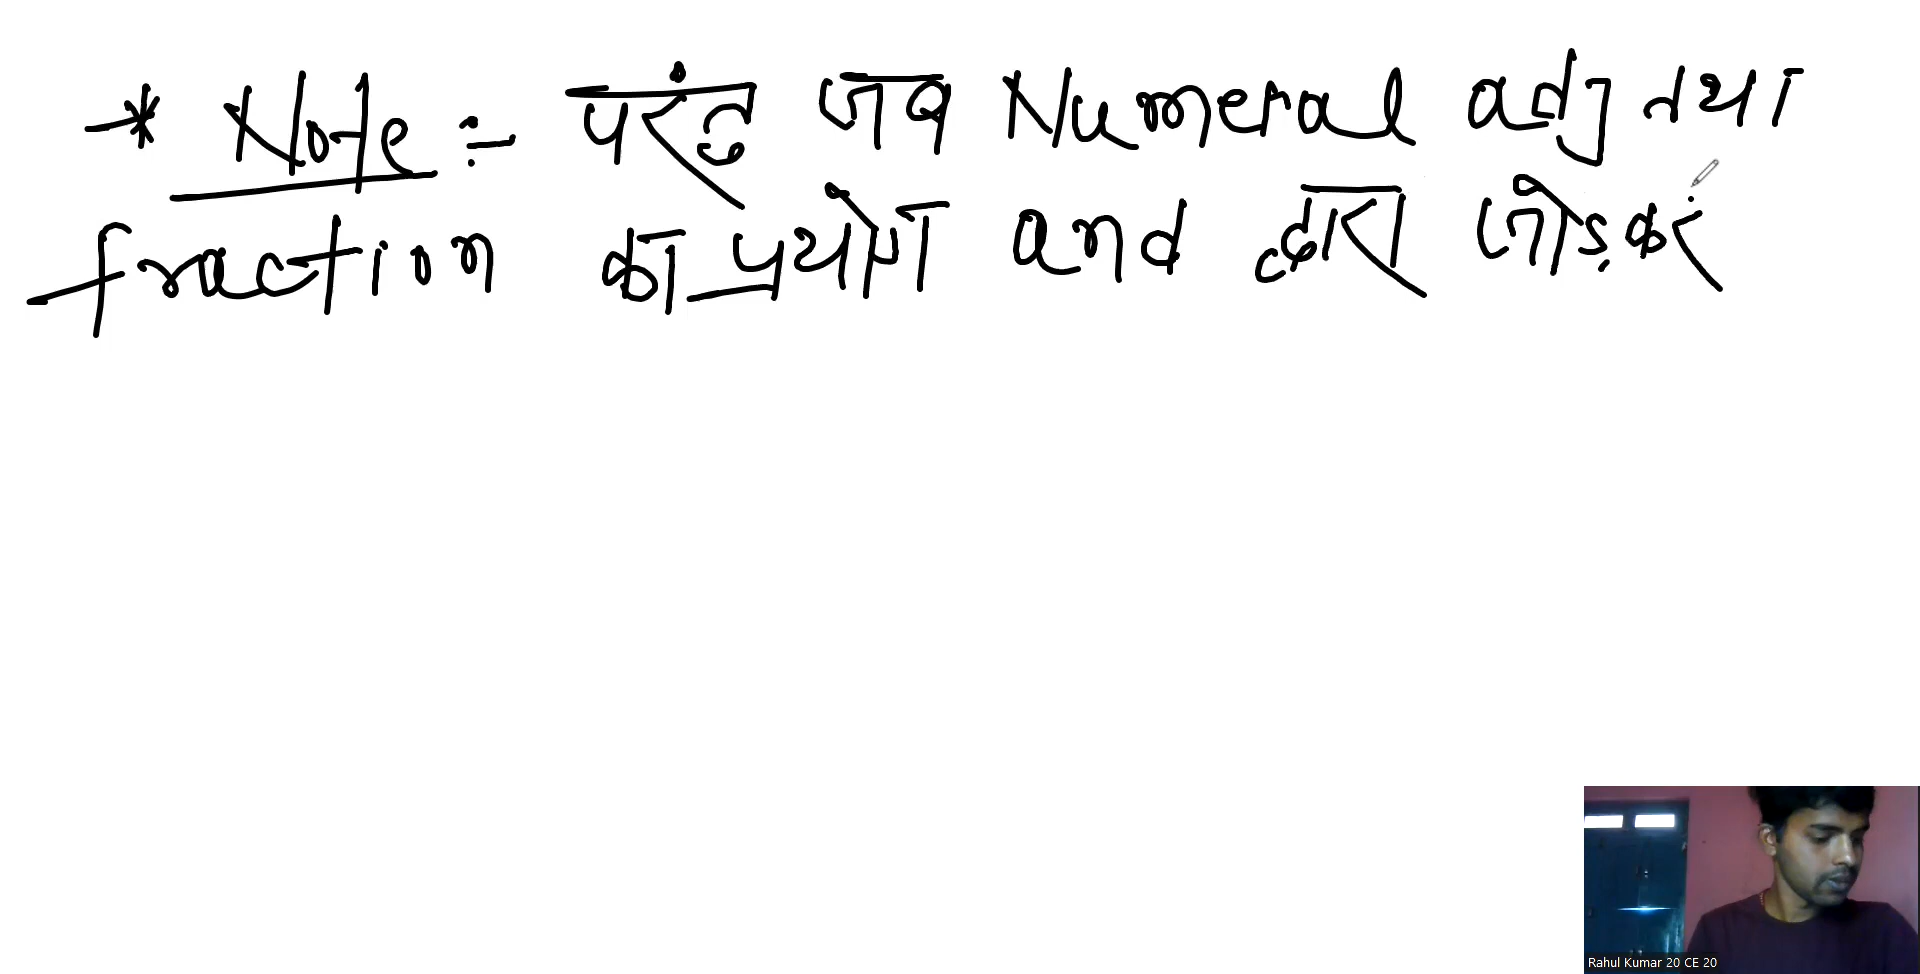 * Note :- परंतु जब Numeral adj तथा
fraction का प्रयोग and द्वारा जोड़कर
Rahul Kumar 20 CE 20